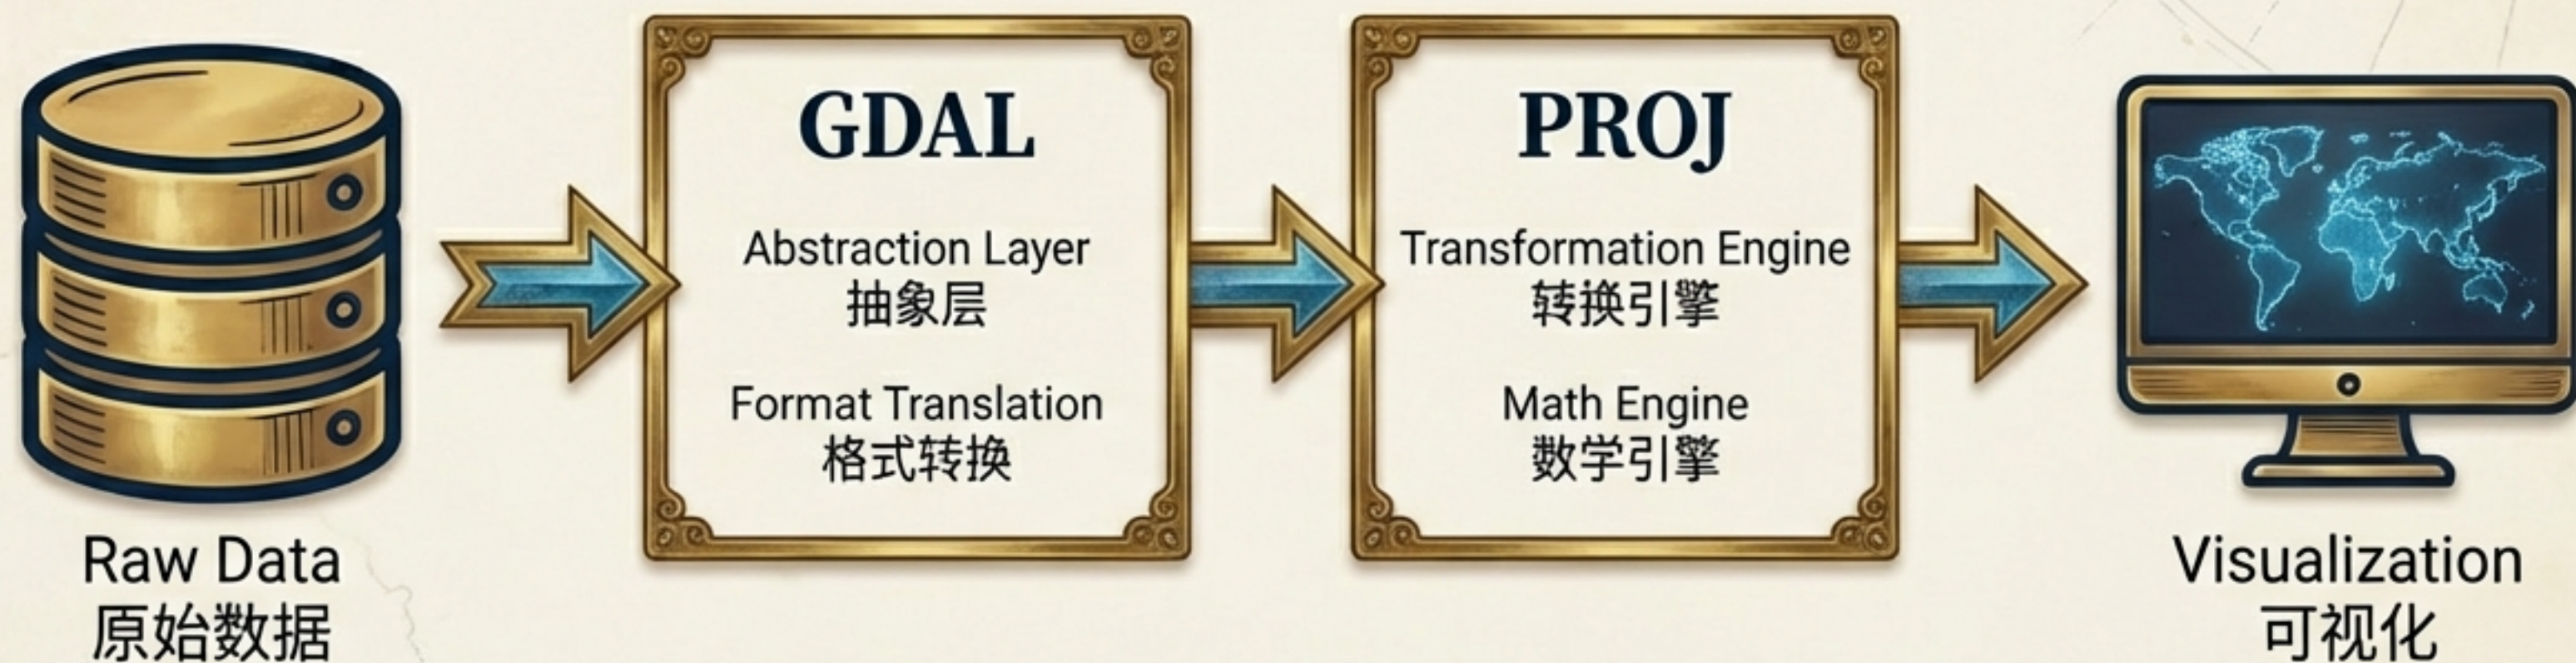 GDAL
Abstraction Layer
抽象层
Format Translation
格式转换
PROJ
Transformation Engine
转换引擎
Math Engine
数学引擎
Raw Data
原始数据
Visualization
可视化